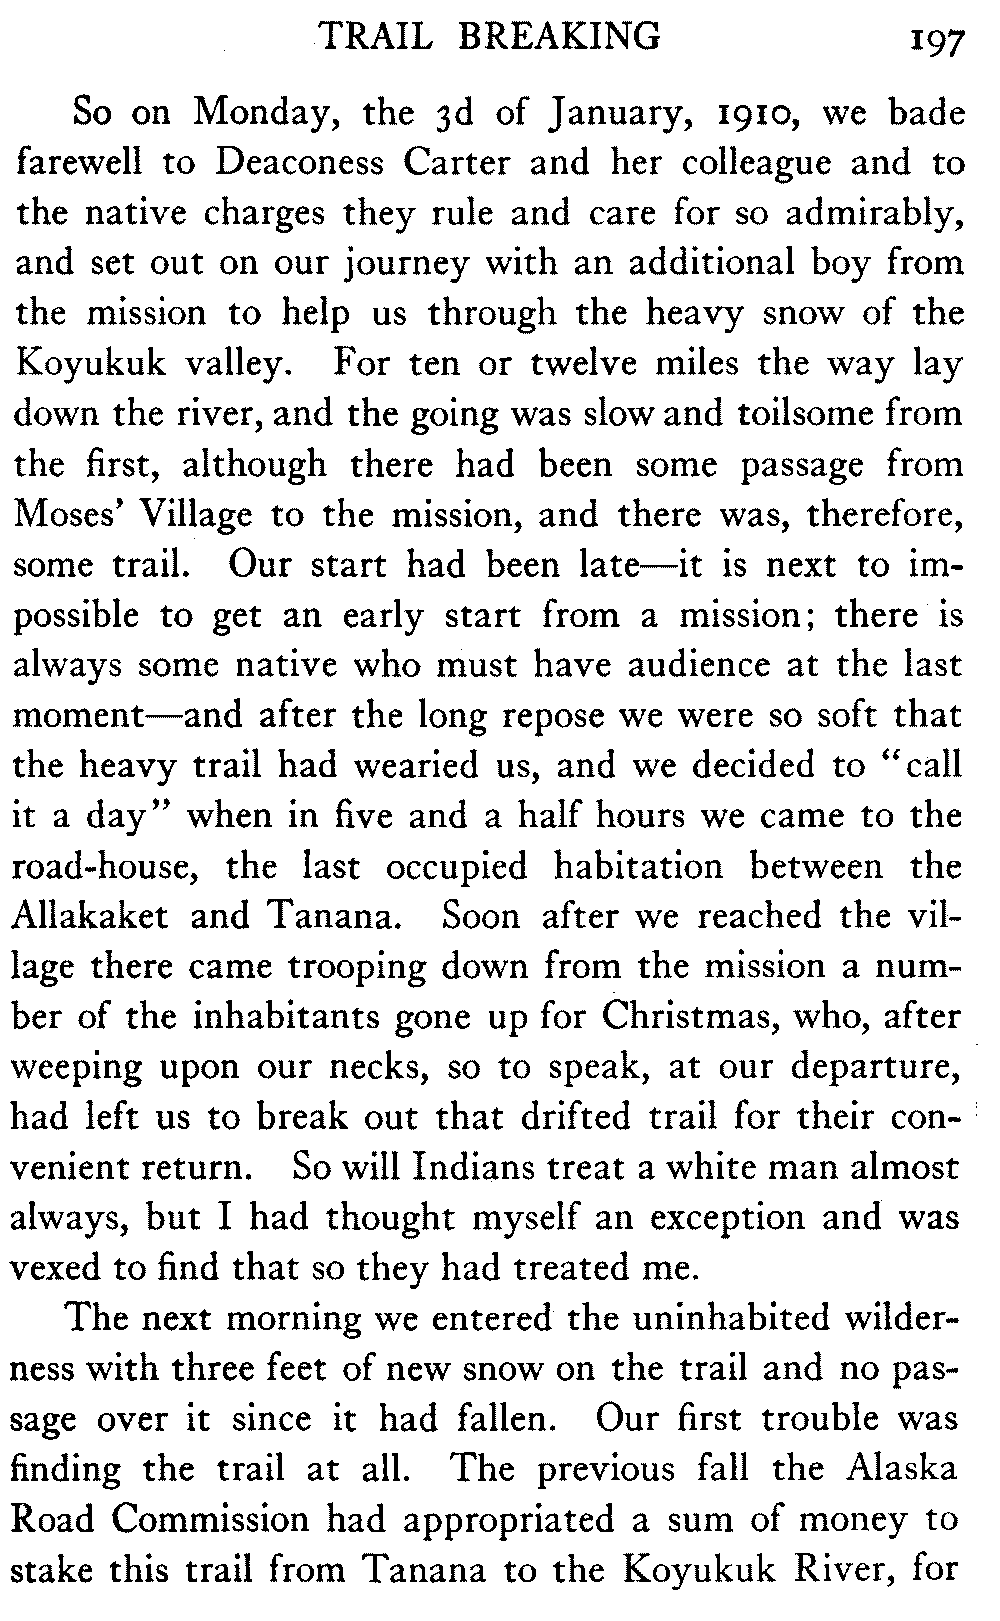 TRAIL BREAKING 197
So on Monday, the 3d of January, 1910, we bade
farewell to Deaconess Carter and her colleague and to
the native charges they rule and care for so admirably,
and set out on our journey with an additional boy from
the mission to help us through the heavy snow of the
Koyukuk valley. For ten or twelve miles the way lay
down the river, and the going was slow and toilsome from
the first, although there had been some passage from
Moses' Village to the mission, and there was, therefore,
some trail. Our start had been late—it is next to im-
possible to get an early start from a mission; there is
always some native who must have audience at the last
moment—and after the long repose we were so soft that
the heavy trail had wearied us, and we decided to "call
it a day" when in five and a half hours we came to the
road-house, the last occupied habitation between the
Allakaket and Tanana. Soon after we reached the vil-
lage there came trooping down from the mission a num-
ber of the inhabitants gone up for Christmas, who, after
weeping upon our necks, so to speak, at our departure,
had left us to break out that drifted trail for their con-
venient return. So will Indians treat a white man almost
always, but I had thought myself an exception and was
vexed to find that so they had treated me.
The next morning we entered the uninhabited wilder-
ness with three feet of new snow on the trail and no pas-
sage over it since it had fallen. Our first trouble was
finding the trail at all. The previous fall the Alaska
Road Commission had appropriated a sum of money to
stake this trail from Tanana to the Koyukuk River, for